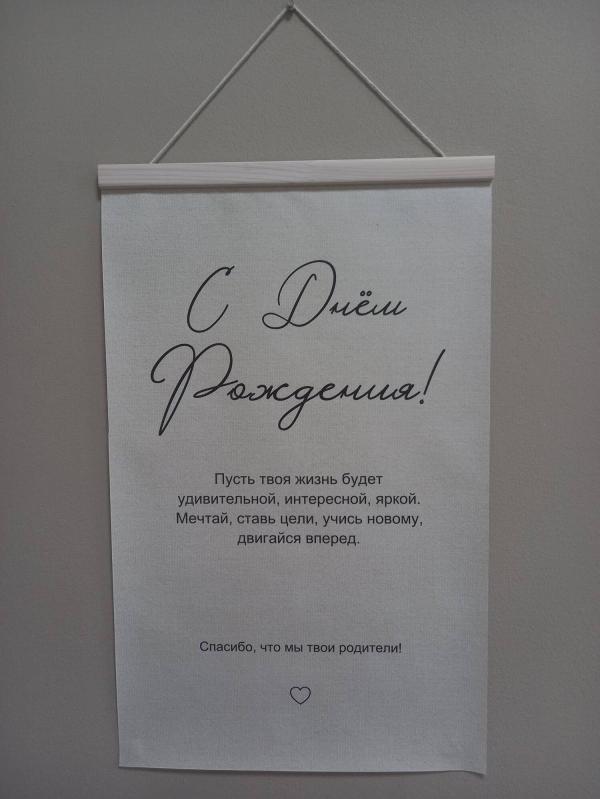 С Днём
Рождения!
Пусть твоя жизнь будет
удивительной, интересной, яркой.
Мечтай, ставь цели, учись новому,
двигайся вперед.
Спасибо, что мы твои родители!